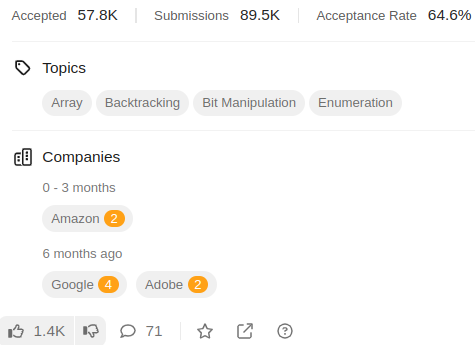 Accepted 57.8K Submissions 89.5K Acceptance Rate 64.6%
Topics
Array Backtracking Bit Manipulation Enumeration
Companies
0 - 3 months
Amazon 2
6 months ago
Google 4 Adobe 2
1.4K 71